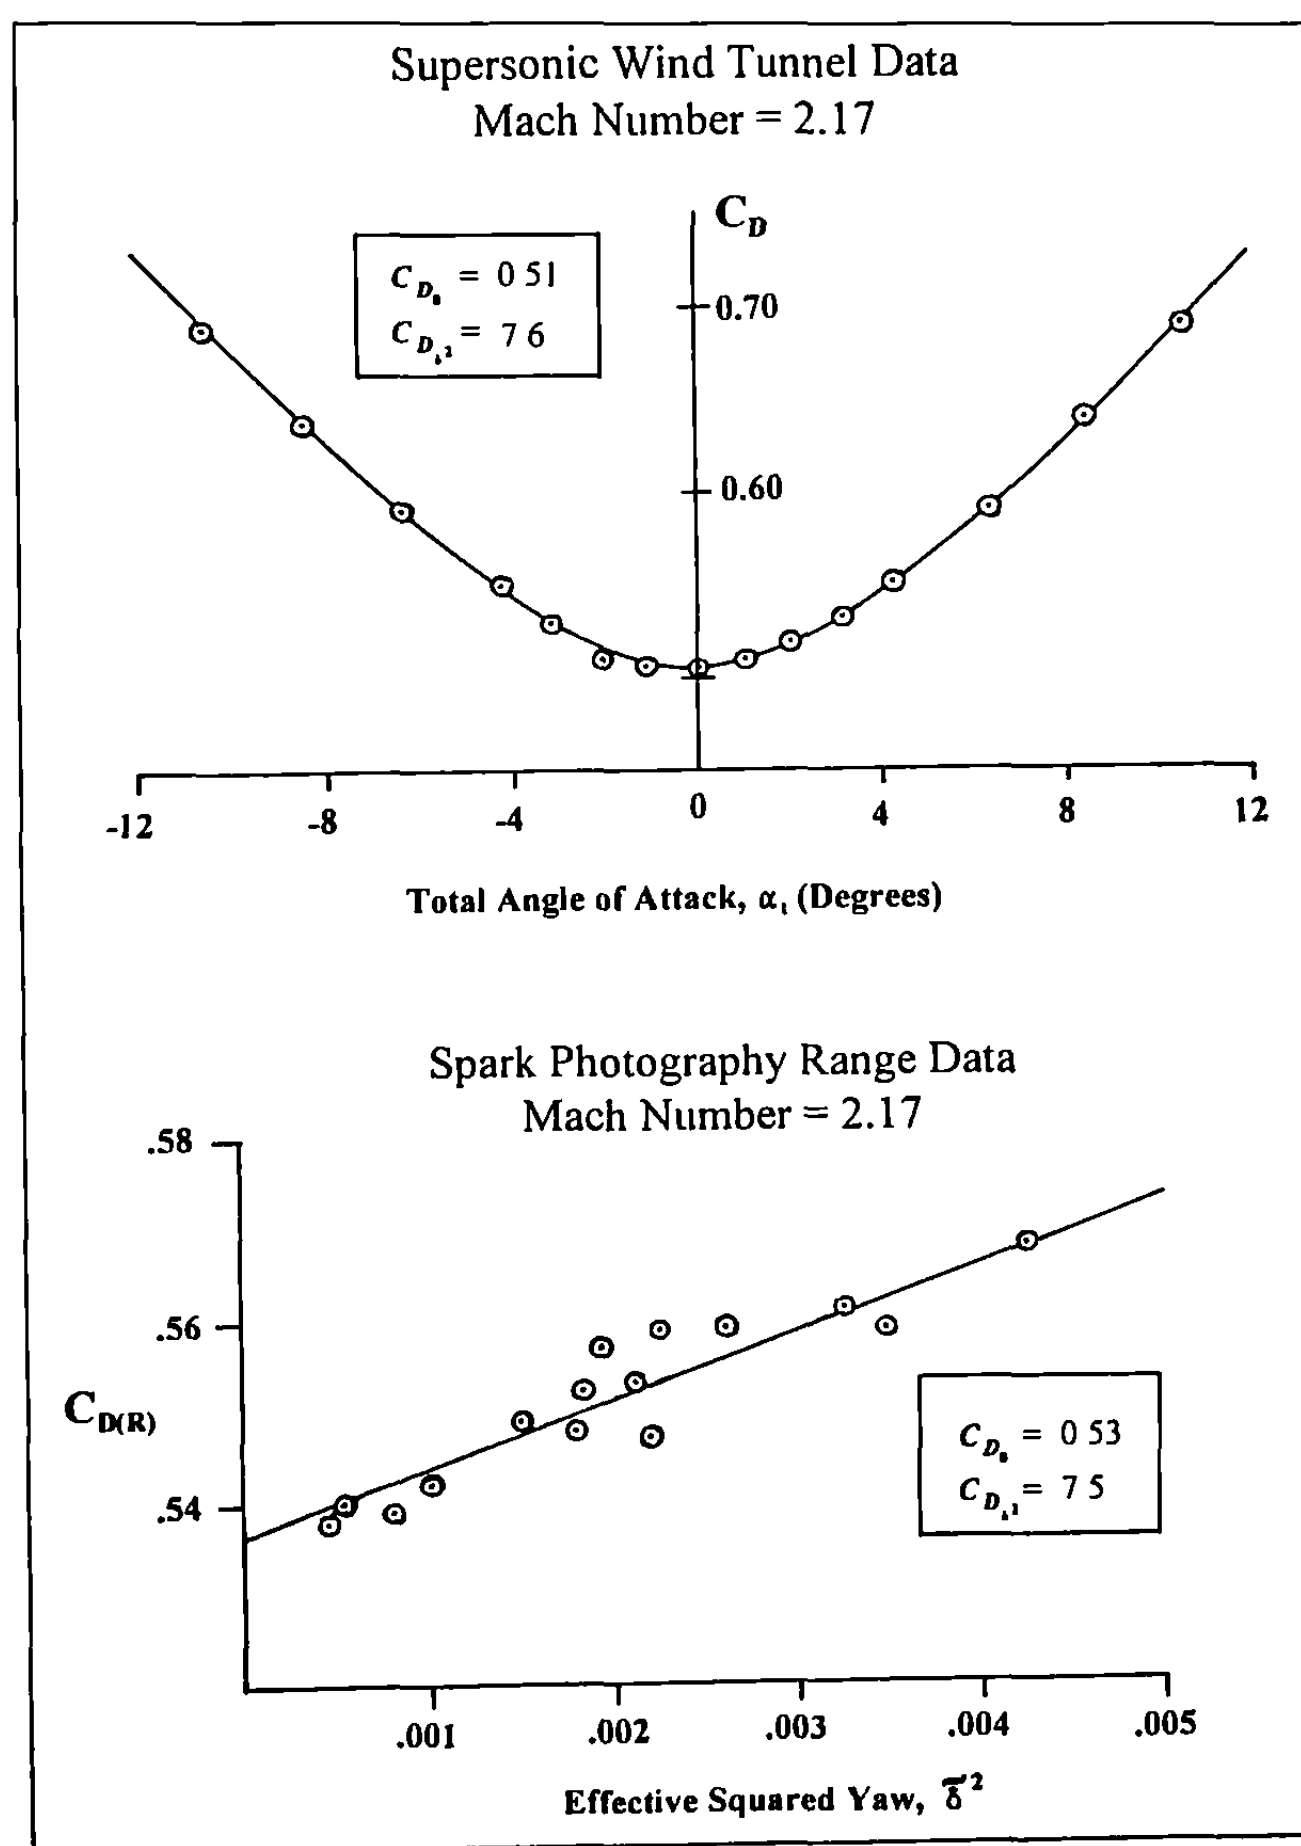 Supersonic Wind Tunnel Data
Mach Number = 2.17
C_D
C_D₀ = 0 51
C_D_δ² = 7 6
0.70
0.60
-12 -8 -4 0 4 8 12
Total Angle of Attack, α_t (Degrees)
Spark Photography Range Data
Mach Number = 2.17
.58
.56
C_D(R)
C_D₀ = 0 53
C_D_δ² = 7 5
.54
.001 .002 .003 .004 .005
Effective Squared Yaw, δ̄²